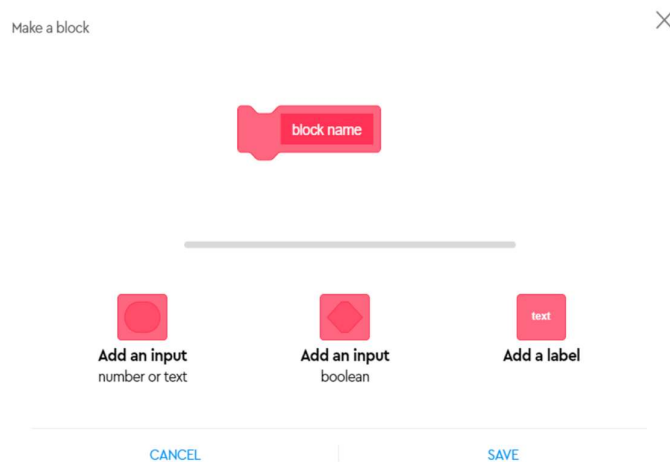 Make a block
block name
text
Add an input
number or text
Add an input
boolean
Add a label
CANCEL
SAVE